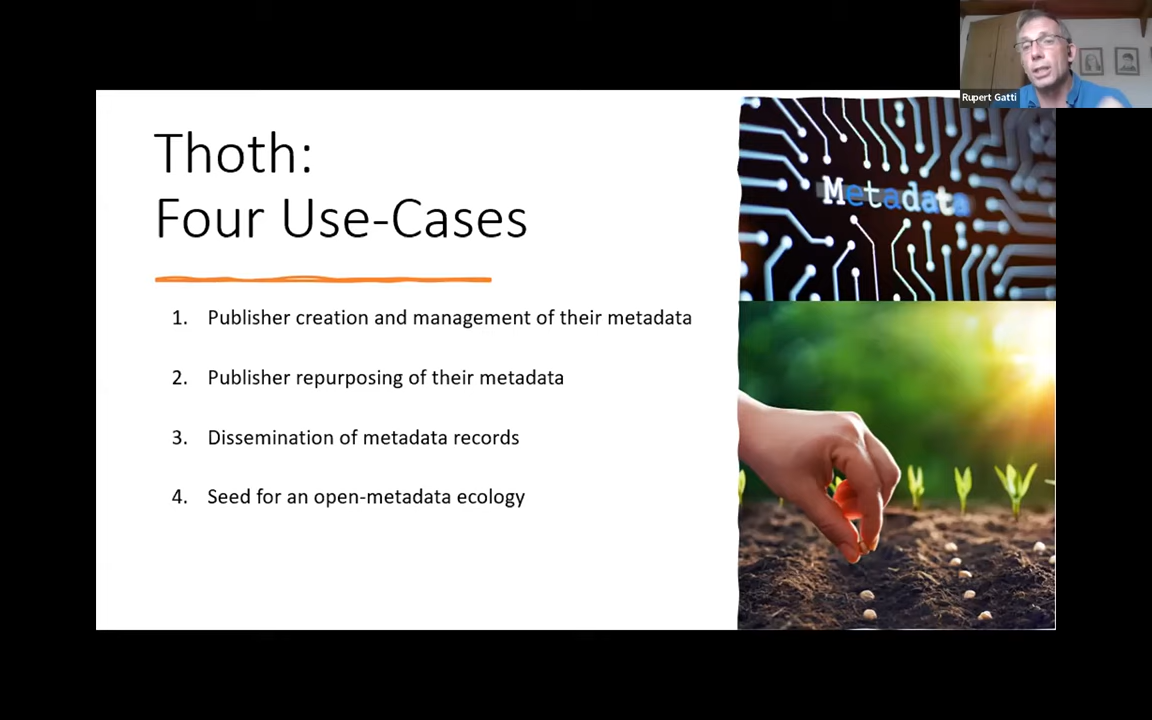 Rupert Gatti
Thoth:
Four Use-Cases
Metadata
1. Publisher creation and management of their metadata
2. Publisher repurposing of their metadata
3. Dissemination of metadata records
4. Seed for an open-metadata ecology